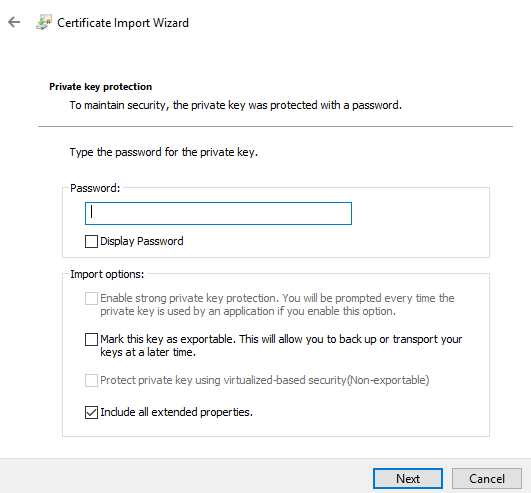 Certificate Import Wizard
Private key protection
To maintain security, the private key was protected with a password.
Type the password for the private key.
Password:
Display Password
Import options:
Enable strong private key protection. You will be prompted every time the
private key is used by an application if you enable this option.
Mark this key as exportable. This will allow you to back up or transport your
keys at a later time.
Protect private key using virtualized-based security(Non-exportable)
Include all extended properties.
Next
Cancel